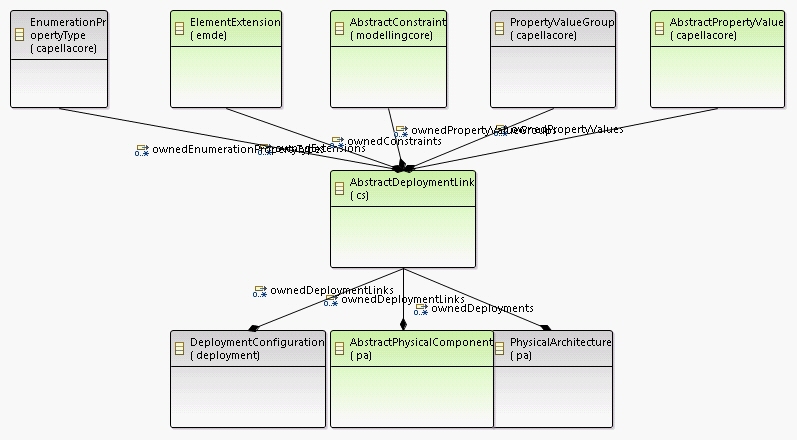 EnumerationPr
opertyType
( capellacore)
ElementExtension
( emde)
AbstractConstraint
( modellingcore)
PropertyValueGroup
( capellacore)
AbstractPropertyValue
( capellacore)
0..* ownedPropertyValueGroups
0..* ownedPropertyValues
0..* ownedConstraints
0..* ownedEnumerationPropertyTypes
0..* ownedExtensions
AbstractDeploymentLink
( cs)
0..* ownedDeploymentLinks
0..* ownedDeploymentLinks
0..* ownedDeployments
DeploymentConfiguration
( deployment)
AbstractPhysicalComponent
( pa)
PhysicalArchitecture
( pa)